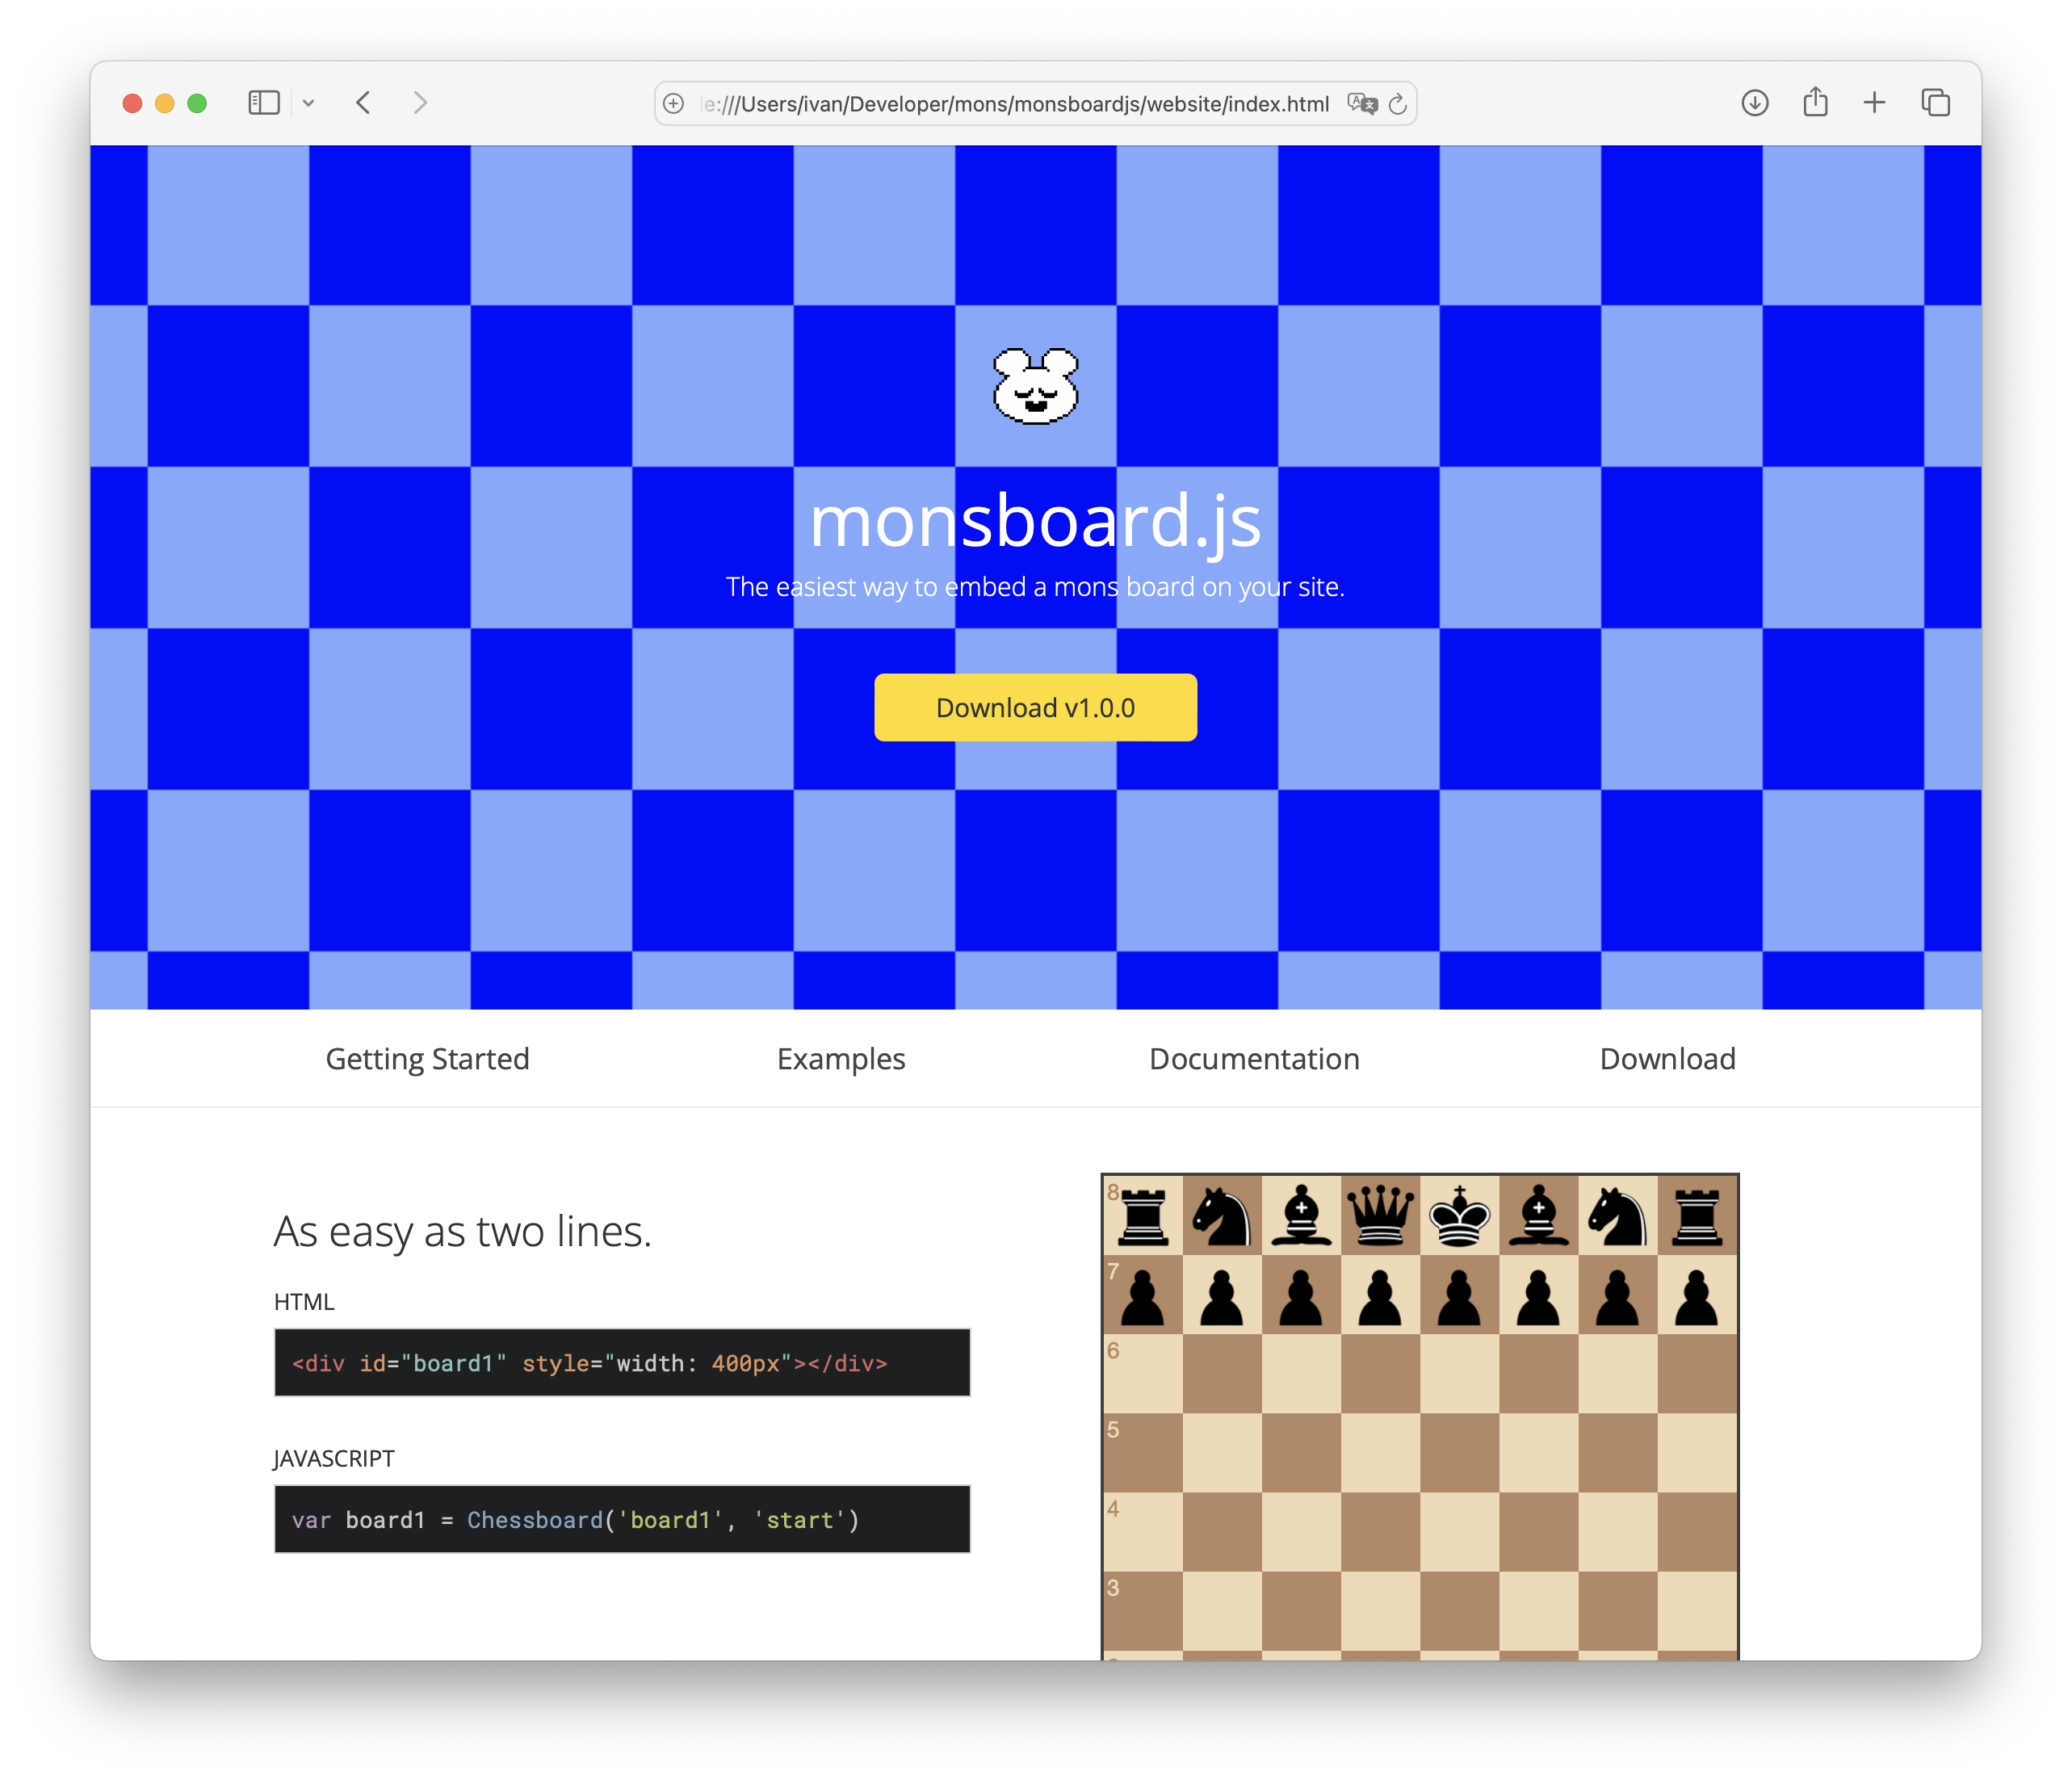 e:///Users/ivan/Developer/mons/monsboardjs/website/index.html
monsboard.js
The easiest way to embed a mons board on your site.
Download v1.0.0
Getting Started
Examples
Documentation
Download
As easy as two lines.
HTML
<div id="board1" style="width: 400px"></div>
JAVASCRIPT
var board1 = Chessboard('board1', 'start')
8
7
6
5
4
3